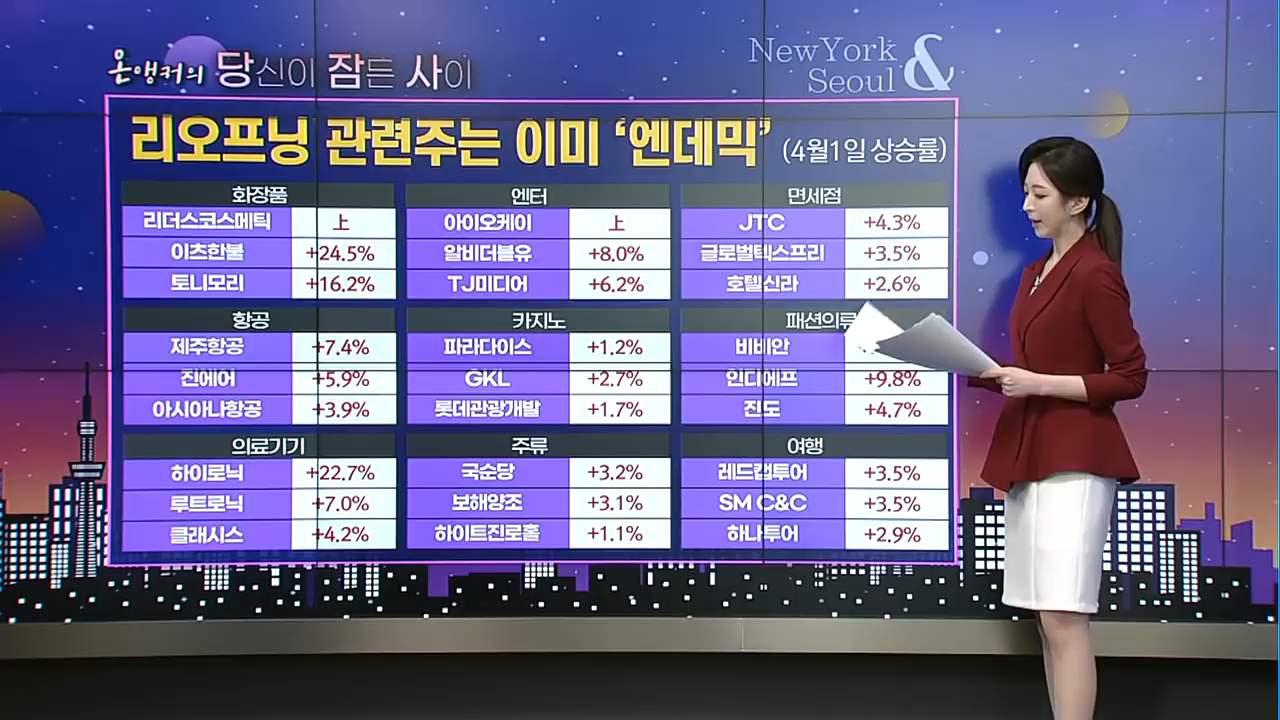 온앵커의 당신이 잠든 사이
NewYork
Seoul &
리오프닝 관련주는 이미 ‘엔데믹’ (4월1일 상승률)
화장품
리더스코스메틱 上
이츠한불 +24.5%
토니모리 +16.2%
엔터
아이오케이 上
알비더블유 +8.0%
TJ미디어 +6.2%
면세점
JTC +4.3%
글로벌텍스프리 +3.5%
호텔신라 +2.6%
항공
제주항공 +7.4%
진에어 +5.9%
아시아나항공 +3.9%
카지노
파라다이스 +1.2%
GKL +2.7%
롯데관광개발 +1.7%
패션의류
비비안
인디에프 +9.8%
진도 +4.7%
의료기기
하이로닉 +22.7%
루트로닉 +7.0%
클래시스 +4.2%
주류
국순당 +3.2%
보해양조 +3.1%
하이트진로홀 +1.1%
여행
레드캡투어 +3.5%
SM C&C +3.5%
하나투어 +2.9%